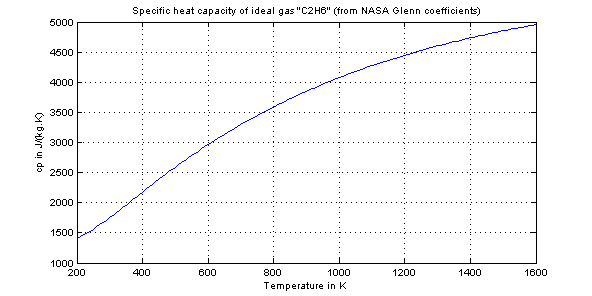 Specific heat capacity of ideal gas "C2H6" (from NASA Glenn coefficients)
5000
4500
4000
3500
3000
2500
2000
1500
1000
cp in J/(kg.K)
200 400 600 800 1000 1200 1400 1600
Temperature in K